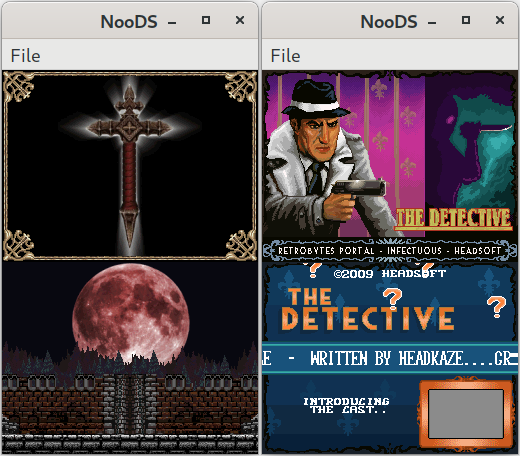 NooDS
File
NooDS
File
THE DETECTIVE
RETROBYTES PORTAL - INFECTUOUS - HEADSOFT
©2009 HEADSOFT
THE
DETECTIVE
E - WRITTEN BY HEADKAZE....GR
INTRODUCING
THE CAST..